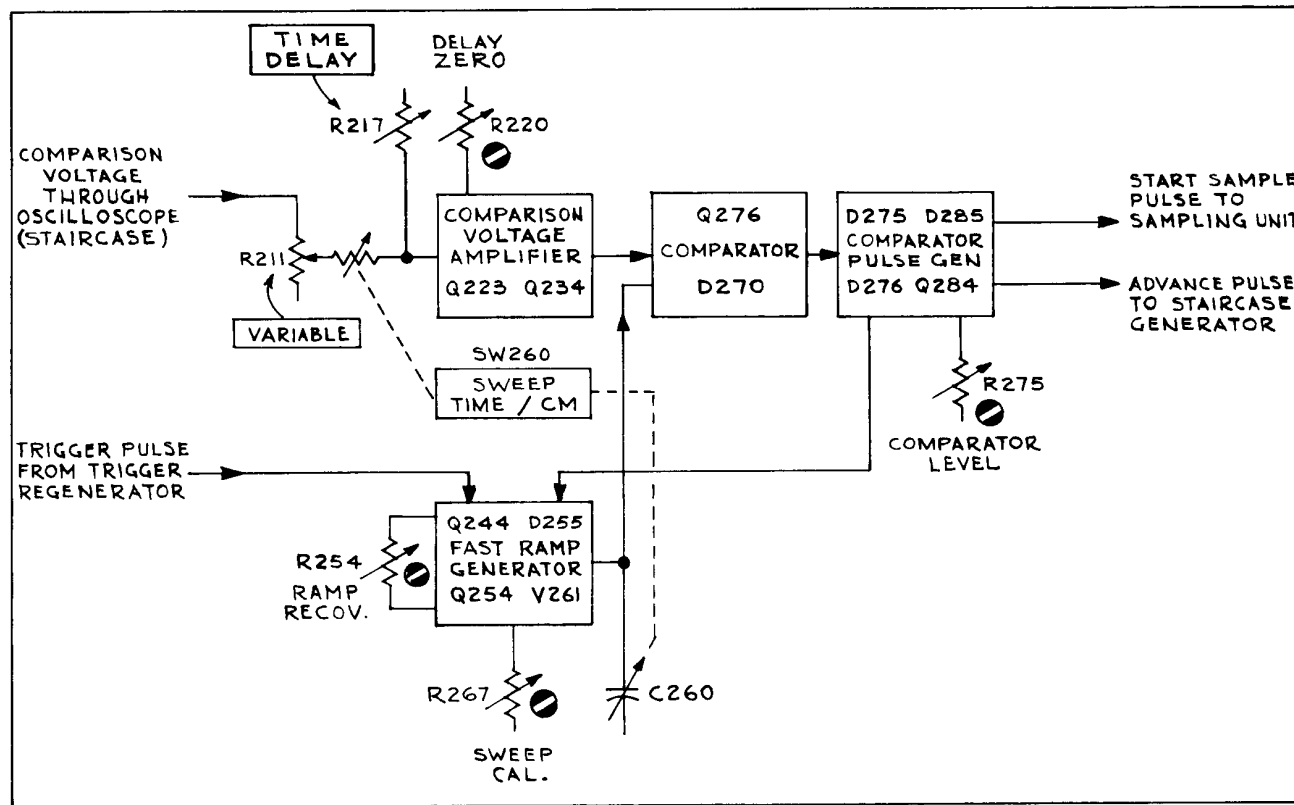 TIME
DELAY
DELAY
ZERO
R217
R220
COMPARISON
VOLTAGE
THROUGH
OSCILLOSCOPE
(STAIRCASE)
R211
VARIABLE
COMPARISON
VOLTAGE
AMPLIFIER
Q223 Q234
Q276
COMPARATOR
D270
D275 D285
COMPARATOR
PULSE GEN
D276 Q284
START SAMPLE
PULSE TO
SAMPLING UNIT
ADVANCE PULSE
TO STAIRCASE
GENERATOR
SW260
SWEEP
TIME / CM
R275
COMPARATOR
LEVEL
TRIGGER PULSE
FROM TRIGGER
REGENERATOR
Q244 D255
FAST RAMP
GENERATOR
Q254 V261
R254
RAMP
RECOV.
R267
SWEEP
CAL.
C260